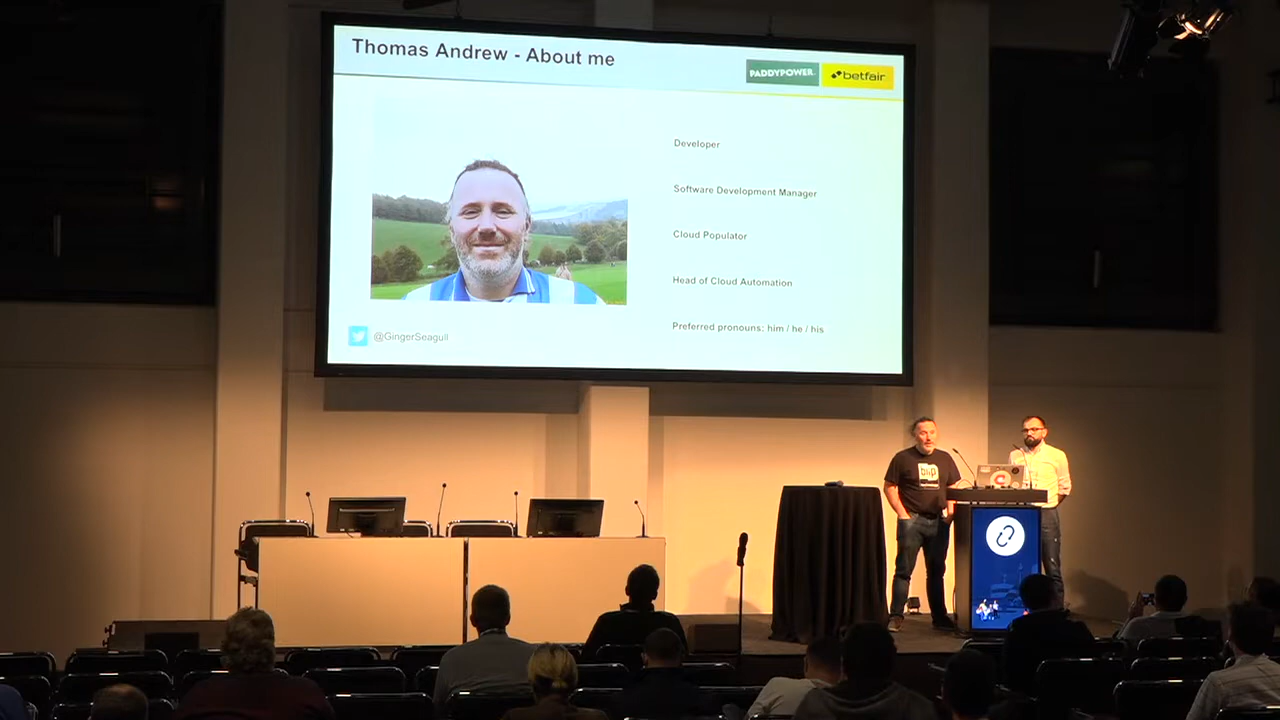 Thomas Andrew - About me
PADDYPOWER.
betfair
Developer
Software Development Manager
Cloud Populator
Head of Cloud Automation
Preferred pronouns: him / he / his
@GingerSeagull